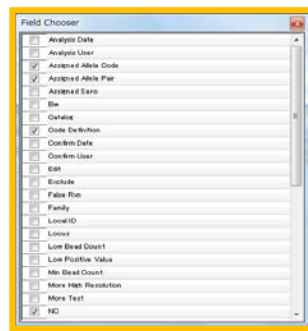 Field Chooser
Analysis Date
Analysis User
Assigned Allele Code
Assigned Allele Pair
Assigned Sero
Bw
Catalog
Code Definition
Confirm Date
Confirm User
Edit
Exclude
False Rxn
Family
Local ID
Locus
Low Bead Count
Low Positive Value
Min Bead Count
More High Resolution
More Test
NC